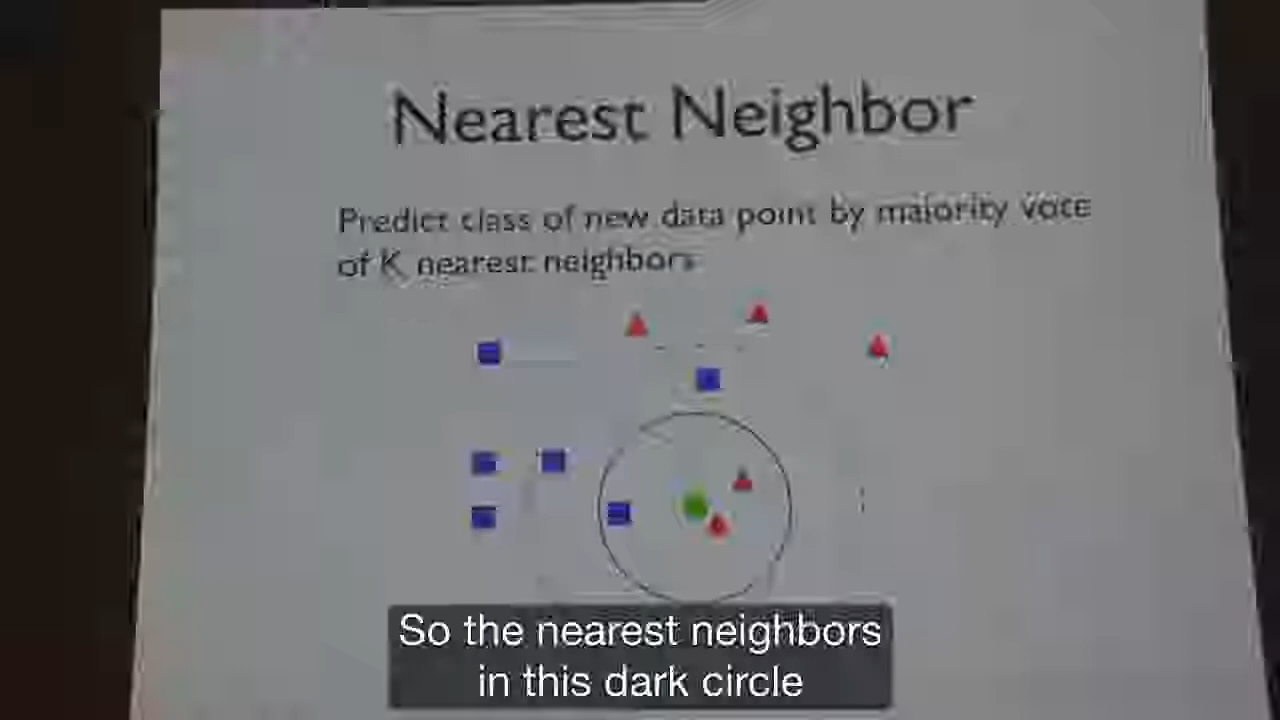 Nearest Neighbor
Predict class of new data point by majority vote
of K nearest neighbors
So the nearest neighbors
in this dark circle